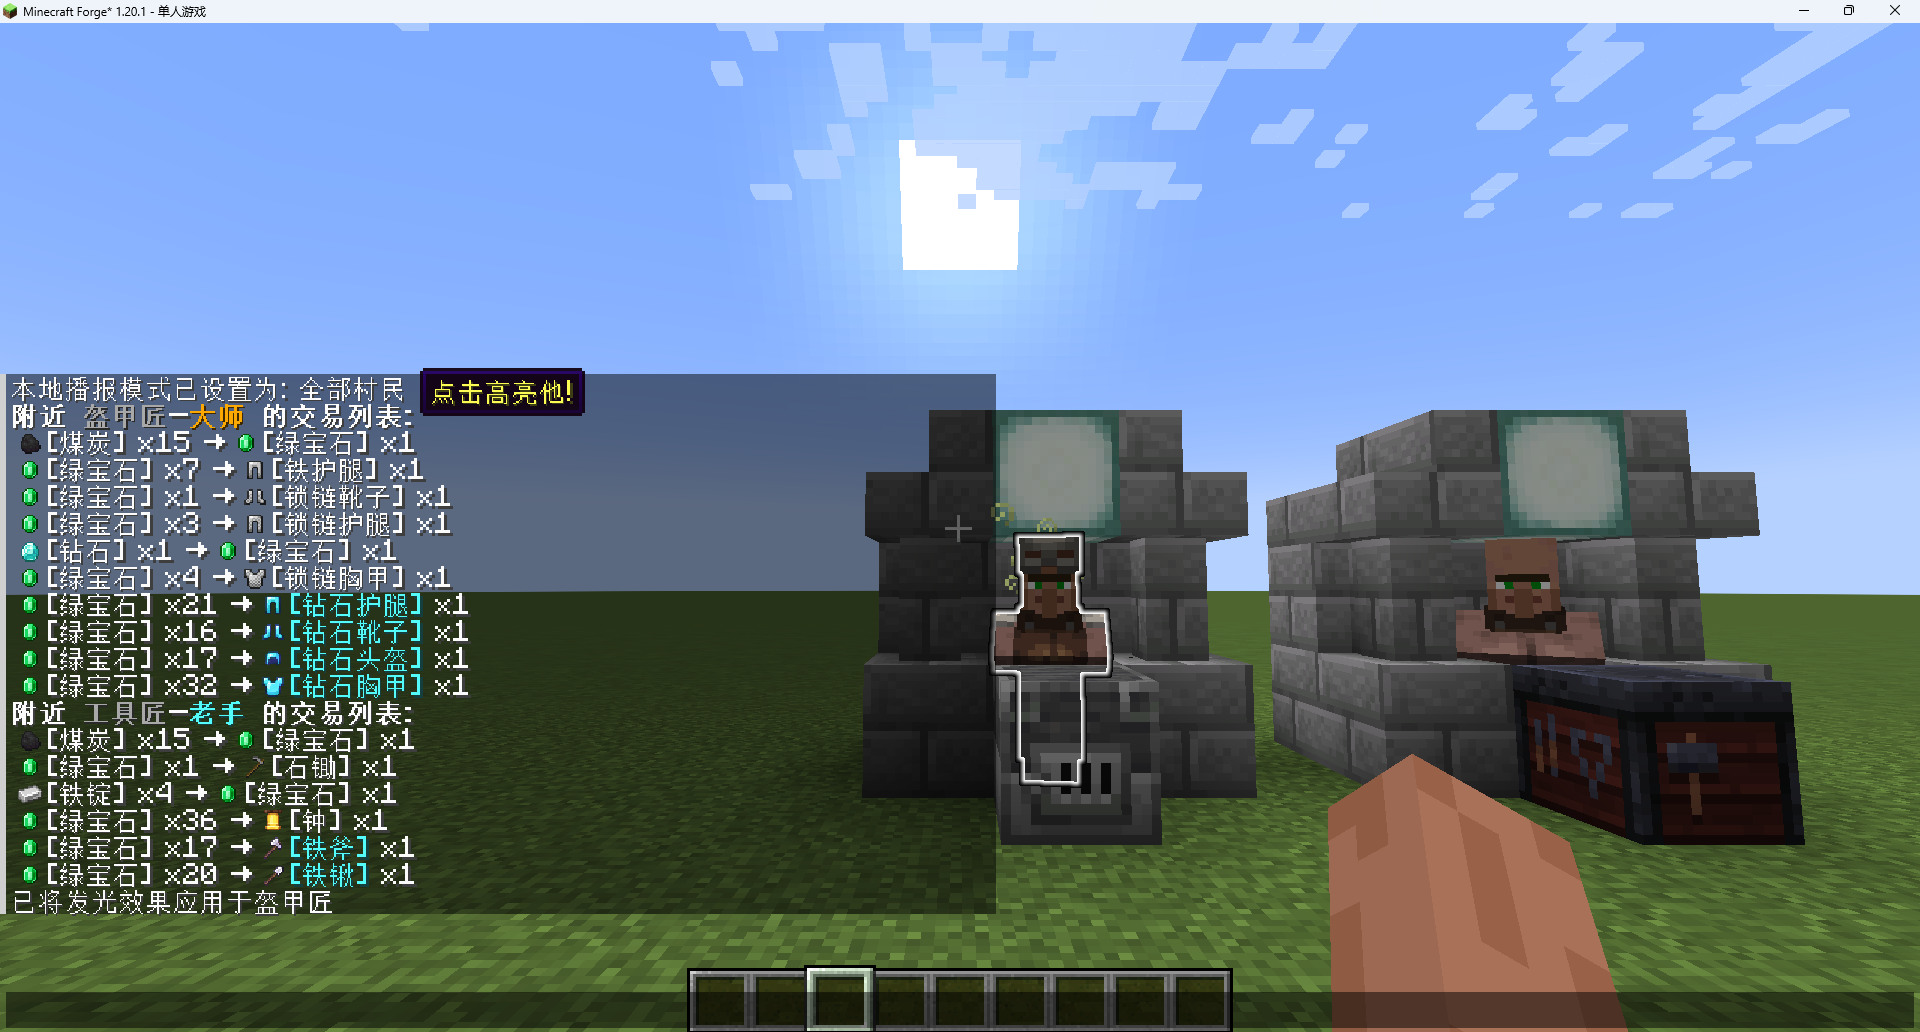 Minecraft Forge* 1.20.1 - 单人游戏
本地播报模式已设置为: 全部村民
点击高亮他!
附近 盔甲匠—大师 的交易列表:
[煤炭] x15 → [绿宝石] x1
[绿宝石] x7 → [铁护腿] x1
[绿宝石] x1 → [锁链靴子] x1
[绿宝石] x3 → [锁链护腿] x1
[钻石] x1 → [绿宝石] x1
[绿宝石] x4 → [锁链胸甲] x1
[绿宝石] x21 → [钻石护腿] x1
[绿宝石] x16 → [钻石靴子] x1
[绿宝石] x17 → [钻石头盔] x1
[绿宝石] x32 → [钻石胸甲] x1
附近 工具匠—老手 的交易列表:
[煤炭] x15 → [绿宝石] x1
[绿宝石] x1 → [石锄] x1
[铁锭] x4 → [绿宝石] x1
[绿宝石] x36 → [钟] x1
[绿宝石] x17 → [铁斧] x1
[绿宝石] x20 → [铁锹] x1
已将发光效果应用于盔甲匠